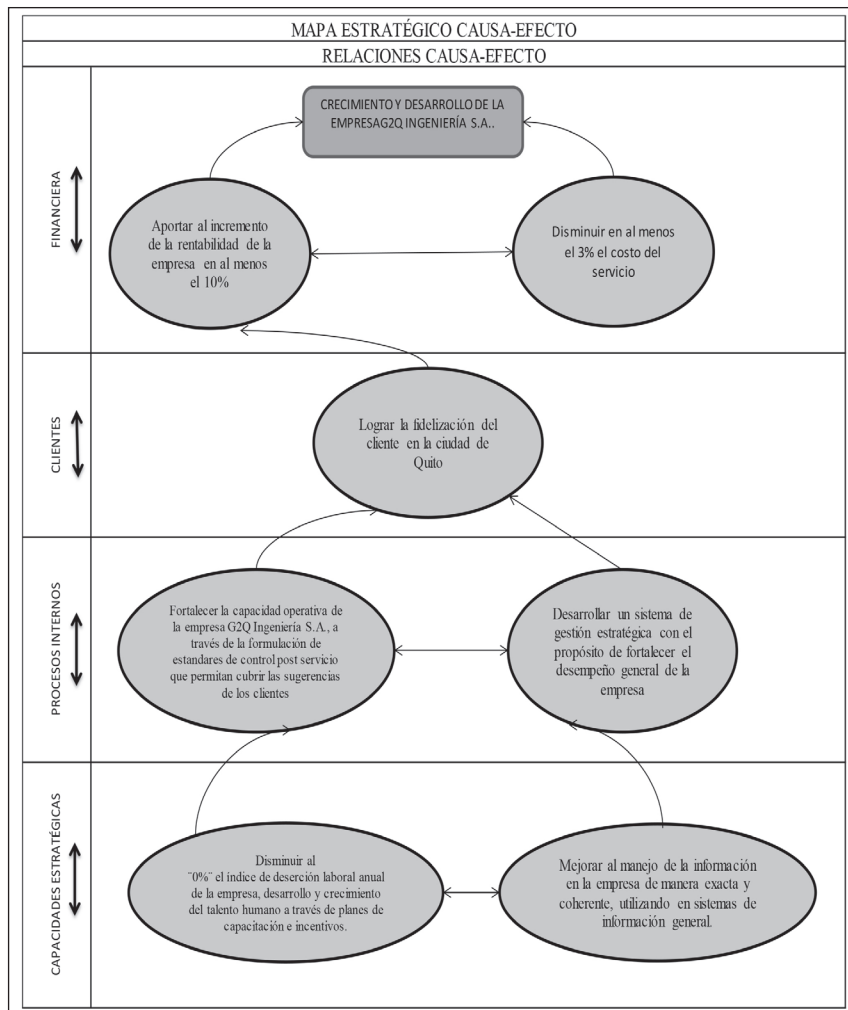 MAPA ESTRATÉGICO CAUSA-EFECTO
RELACIONES CAUSA-EFECTO
FINANCIERA
CRECIMIENTO Y DESARROLLO DE LA
EMPRESAG2Q INGENIERÍA S.A..
Aportar al incremento
de la rentabilidad de la
empresa en al menos
el 10%
Disminuir en al menos
el 3% el costo del
servicio
CLIENTES
Lograr la fidelización del
cliente en la ciudad de
Quito
PROCESOS INTERNOS
Fortalecer la capacidad operativa de
la empresa G2Q Ingeniería S.A., a
través de la formulación de
estandares de control post servicio
que permitan cubrir las sugerencias
de los clientes
Desarrollar un sistema de
gestión estratégica con el
propósito de fortalecer el
desempeño general de la
empresa
CAPACIDADES ESTRATÉGICAS
Disminuir al
¨0%¨ el índice de deserción laboral anual
de la empresa, desarrollo y crecimiento
del talento humano a través de planes de
capacitación e incentivos.
Mejorar al manejo de la información
en la empresa de manera exacta y
coherente, utilizando en sistemas de
información general.